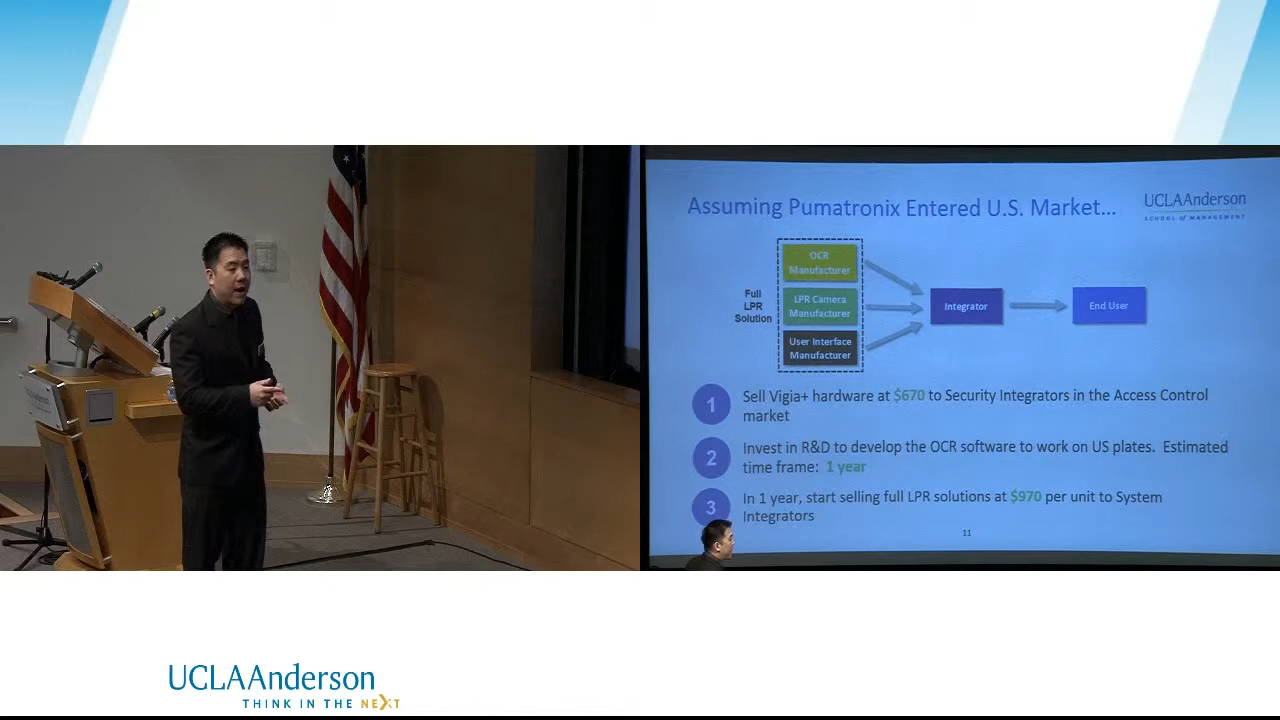 Assuming Pumatronix Entered U.S. Market...
UCLAAnderson
SCHOOL of MANAGEMENT
Full
LPR
Solution
OCR
Manufacturer
LPR Camera
Manufacturer
User Interface
Manufacturer
Integrator
End User
1
Sell Vigia+ hardware at $670 to Security Integrators in the Access Control
market
2
Invest in R&D to develop the OCR software to work on US plates. Estimated
time frame: 1 year
3
In 1 year, start selling full LPR solutions at $970 per unit to System
Integrators
11
UCLAAnderson
THINK IN THE NEXT